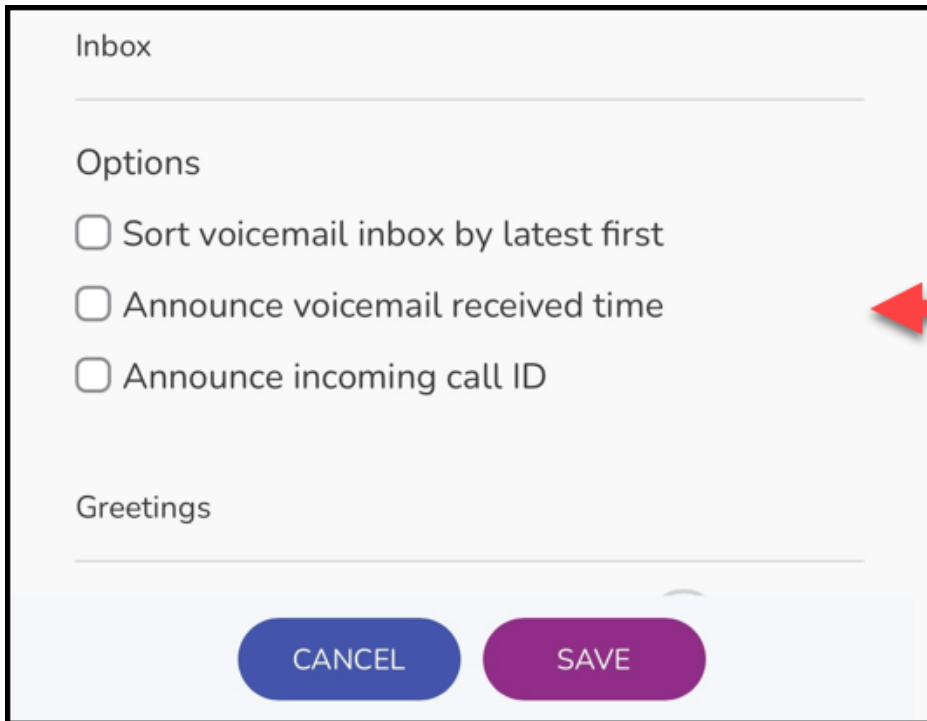 Inbox
Options
Sort voicemail inbox by latest first
Announce voicemail received time
Announce incoming call ID
Greetings
CANCEL
SAVE